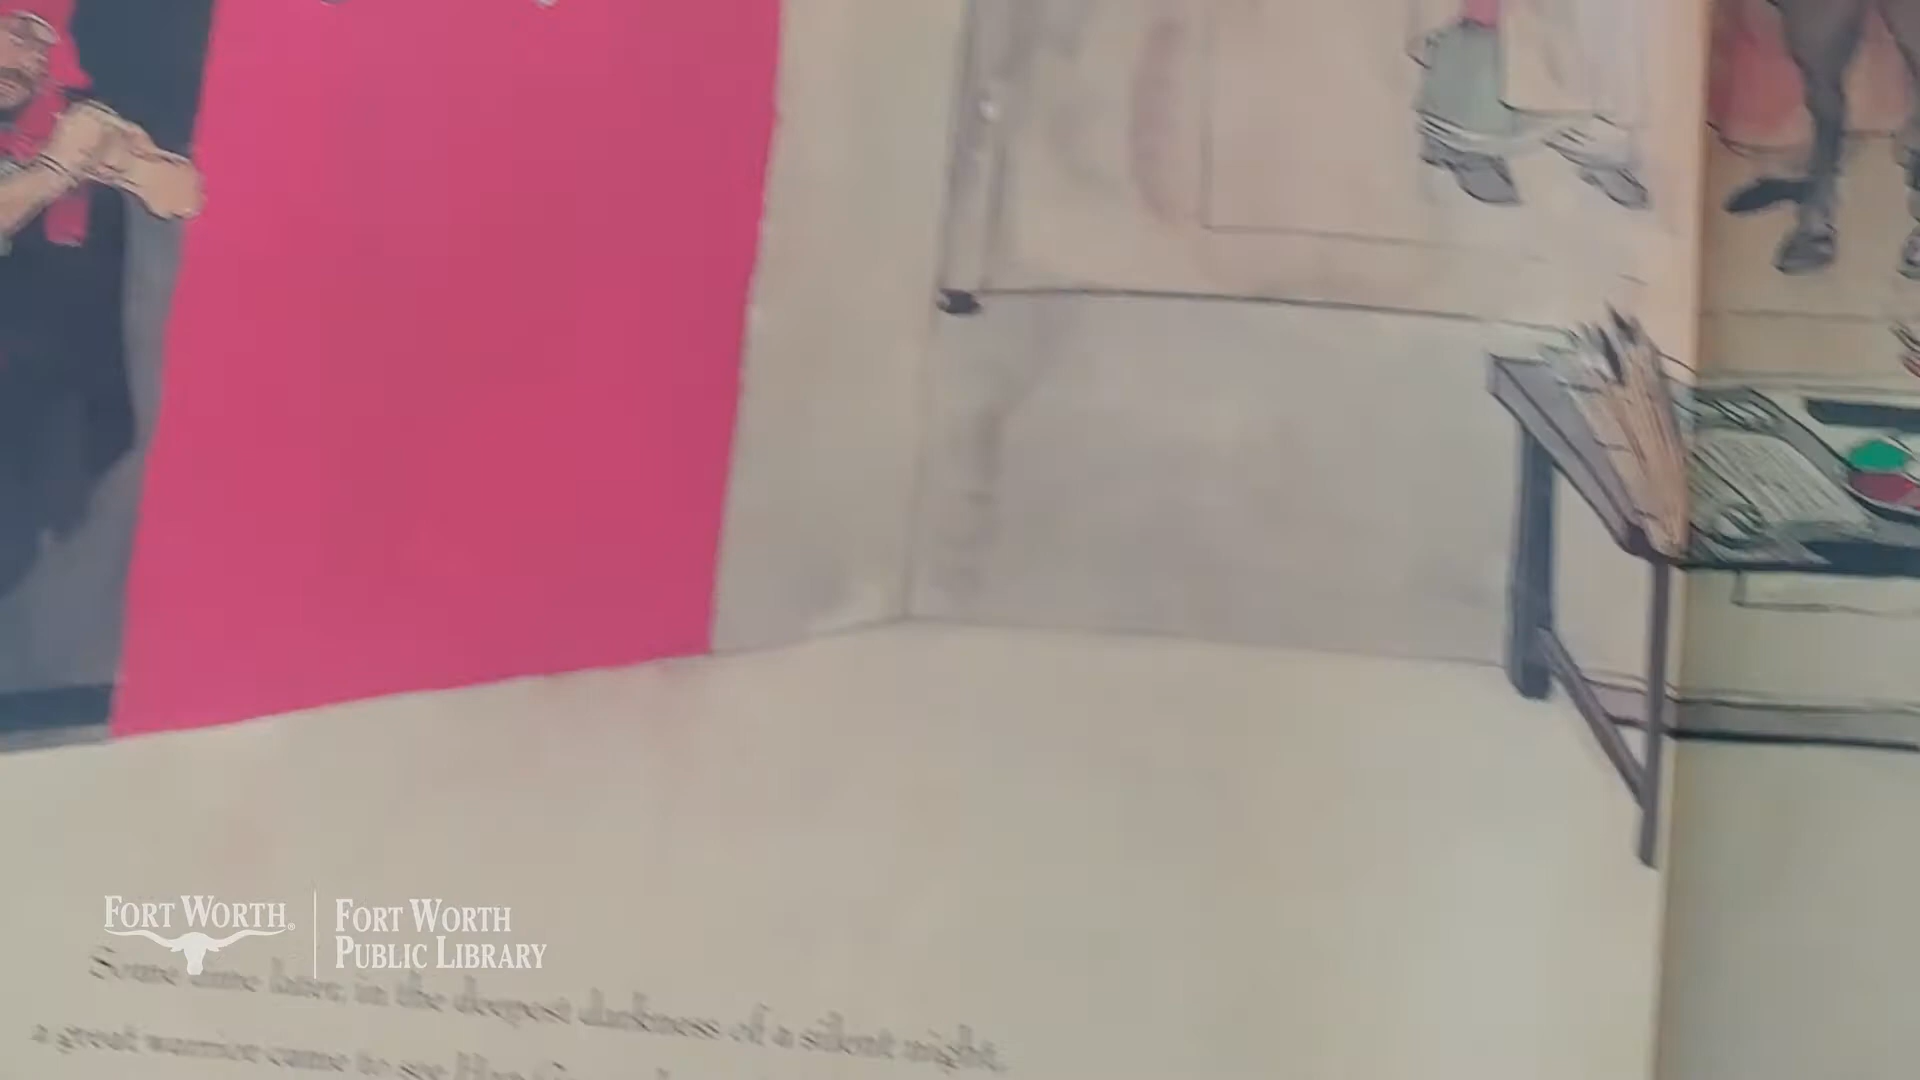 FORT WORTH®
FORT WORTH
PUBLIC LIBRARY
Some time later, in the deepest darkness of a silent night,
a great warrior came to see Han